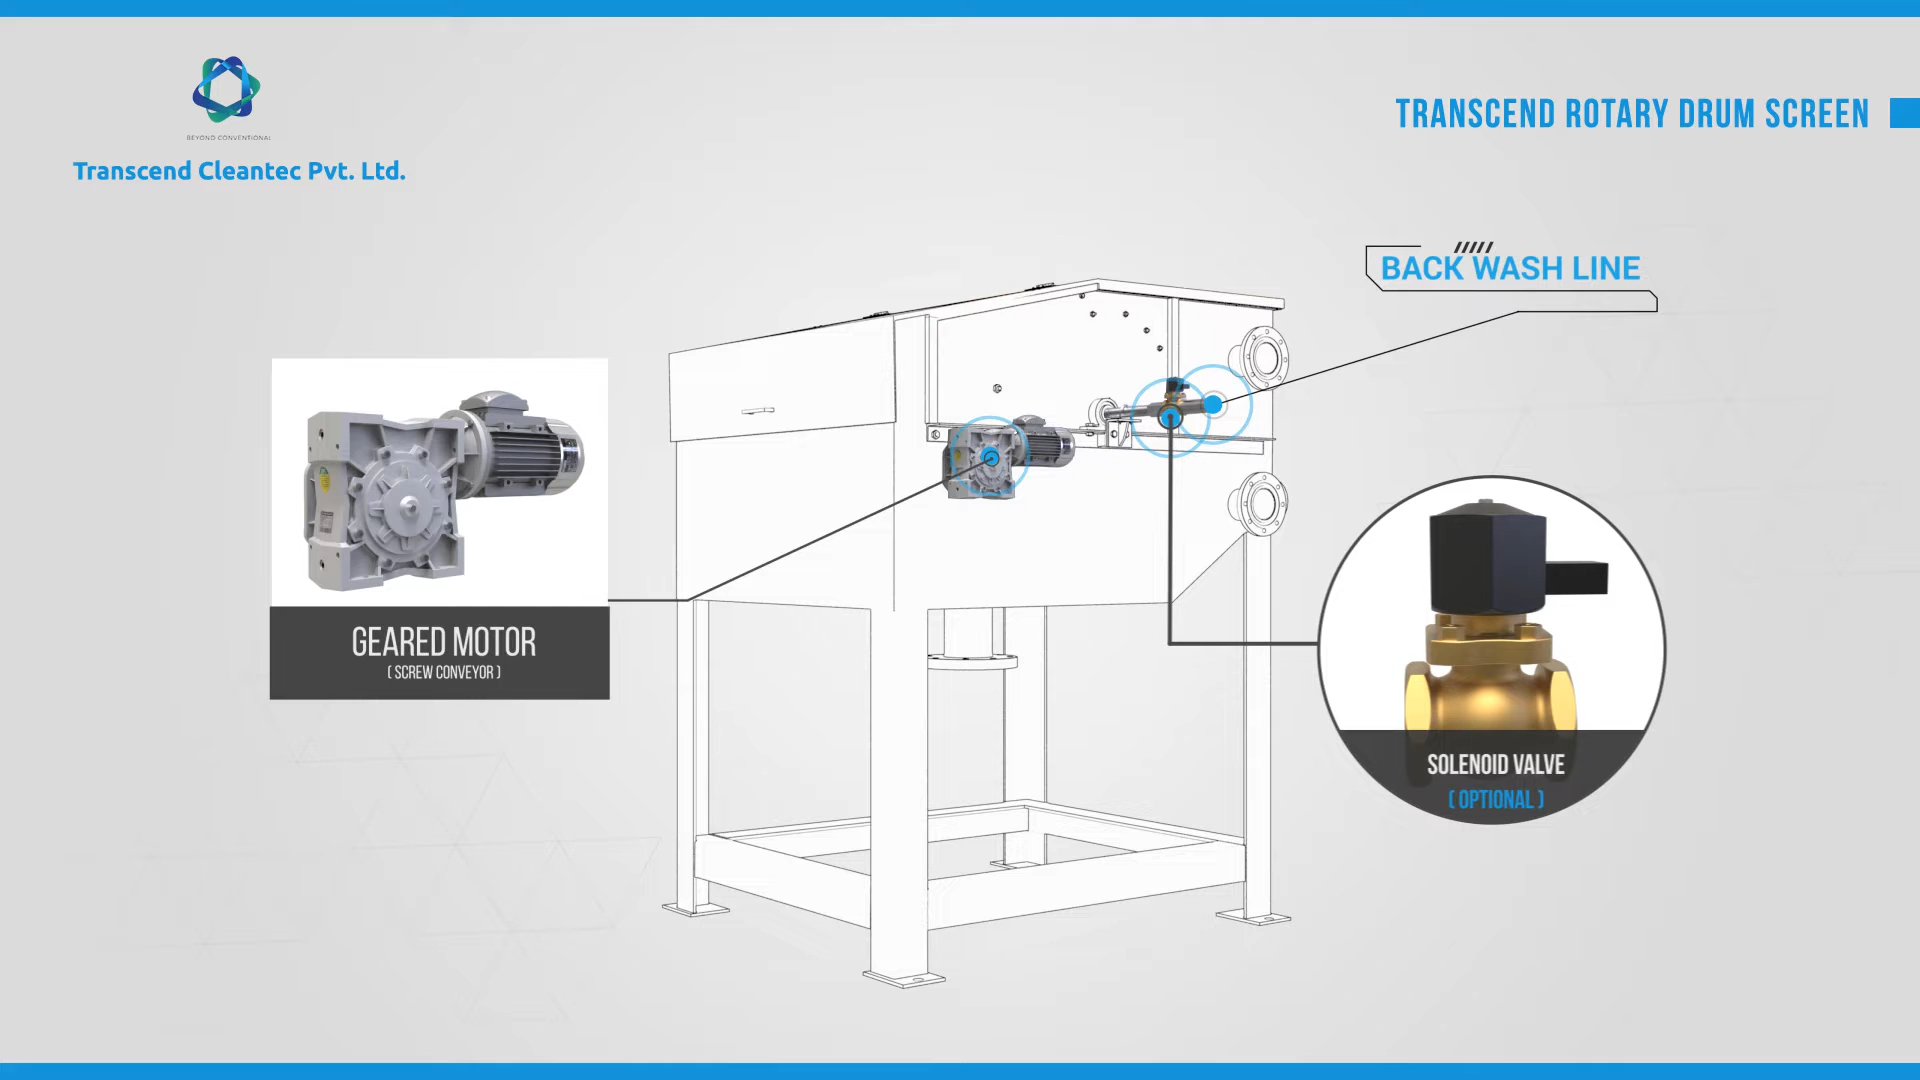 BEYOND CONVENTIONAL
Transcend Cleantec Pvt. Ltd.
TRANSCEND ROTARY DRUM SCREEN
BACK WASH LINE
GEARED MOTOR
( SCREW CONVEYOR )
SOLENOID VALVE
( OPTIONAL )